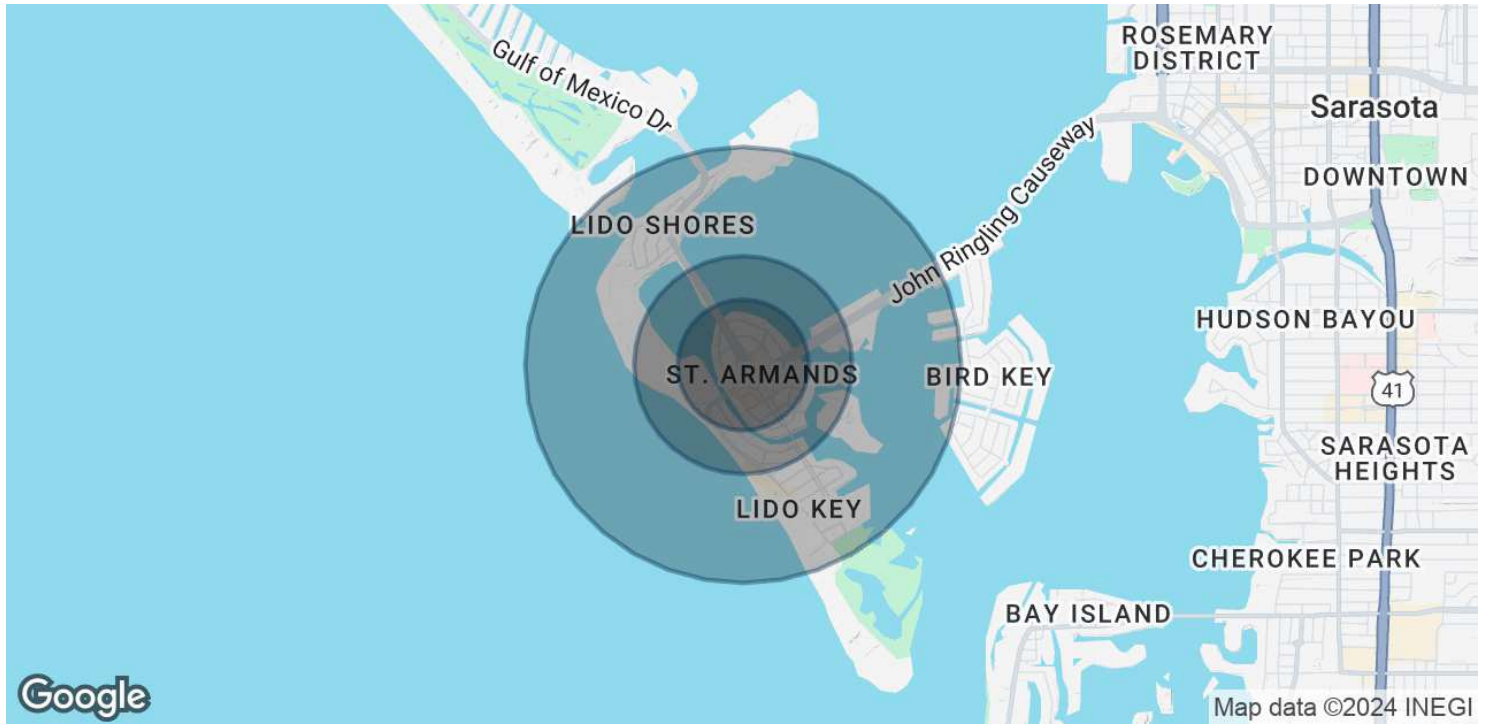 ROSEMARY
DISTRICT
Gulf of Mexico Dr
Sarasota
John Ringling Causeway
DOWNTOWN
LIDO SHORES
HUDSON BAYOU
ST. ARMANDS
BIRD KEY
41
SARASOTA
HEIGHTS
LIDO KEY
CHEROKEE PARK
BAY ISLAND
Google
Map data ©2024 INEGI